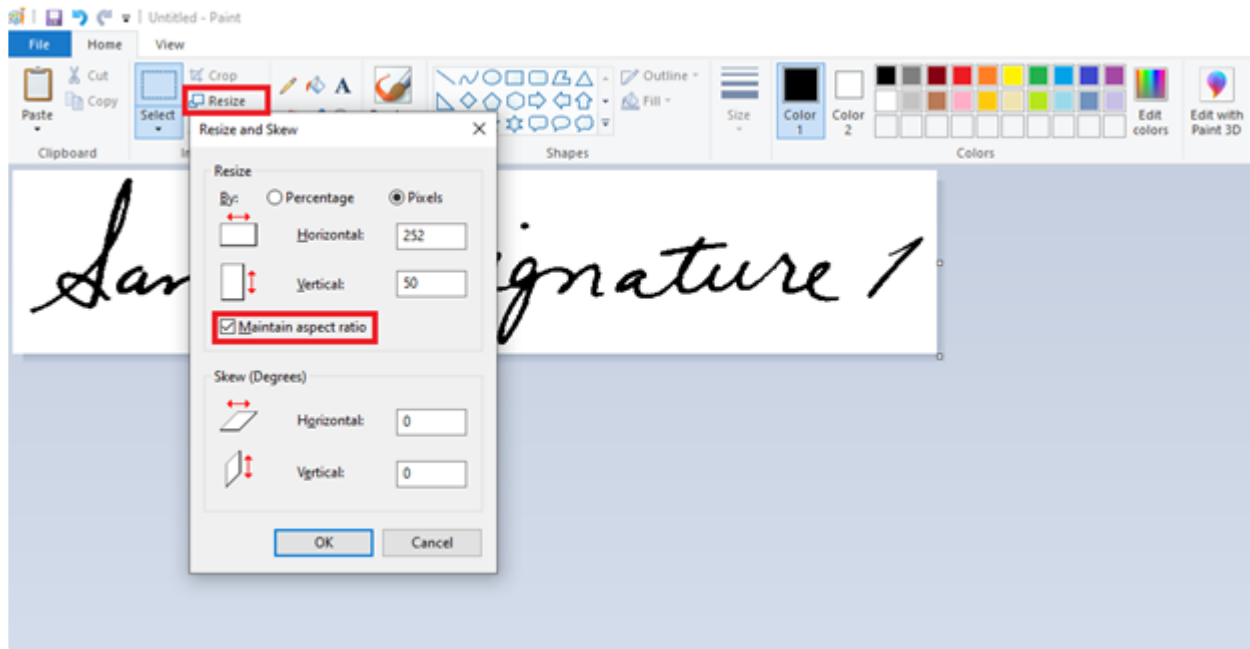 Untitled - Paint
File Home View
Cut
Copy
Paste
Clipboard
Select
Crop
Resize
A
Shapes
Outline
Fill
Size
Color 1
Color 2
Colors
Edit colors
Edit with Paint 3D
Resize and Skew
Resize
By: Percentage Pixels
Horizontal: 252
Vertical: 50
Maintain aspect ratio
Skew (Degrees)
Horizontal: 0
Vertical: 0
OK Cancel
Sam ignature 1